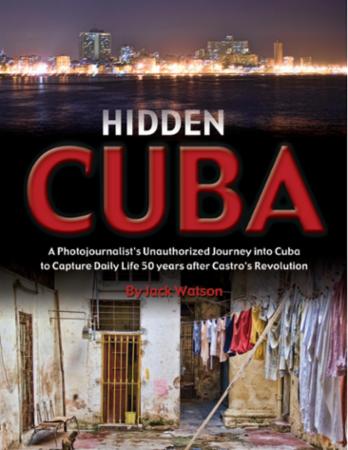 HIDDEN
CUBA
A Photojournalist's Unauthorized Journey into Cuba
to Capture Daily Life 50 years after Castro's Revolution
By Jack Watson